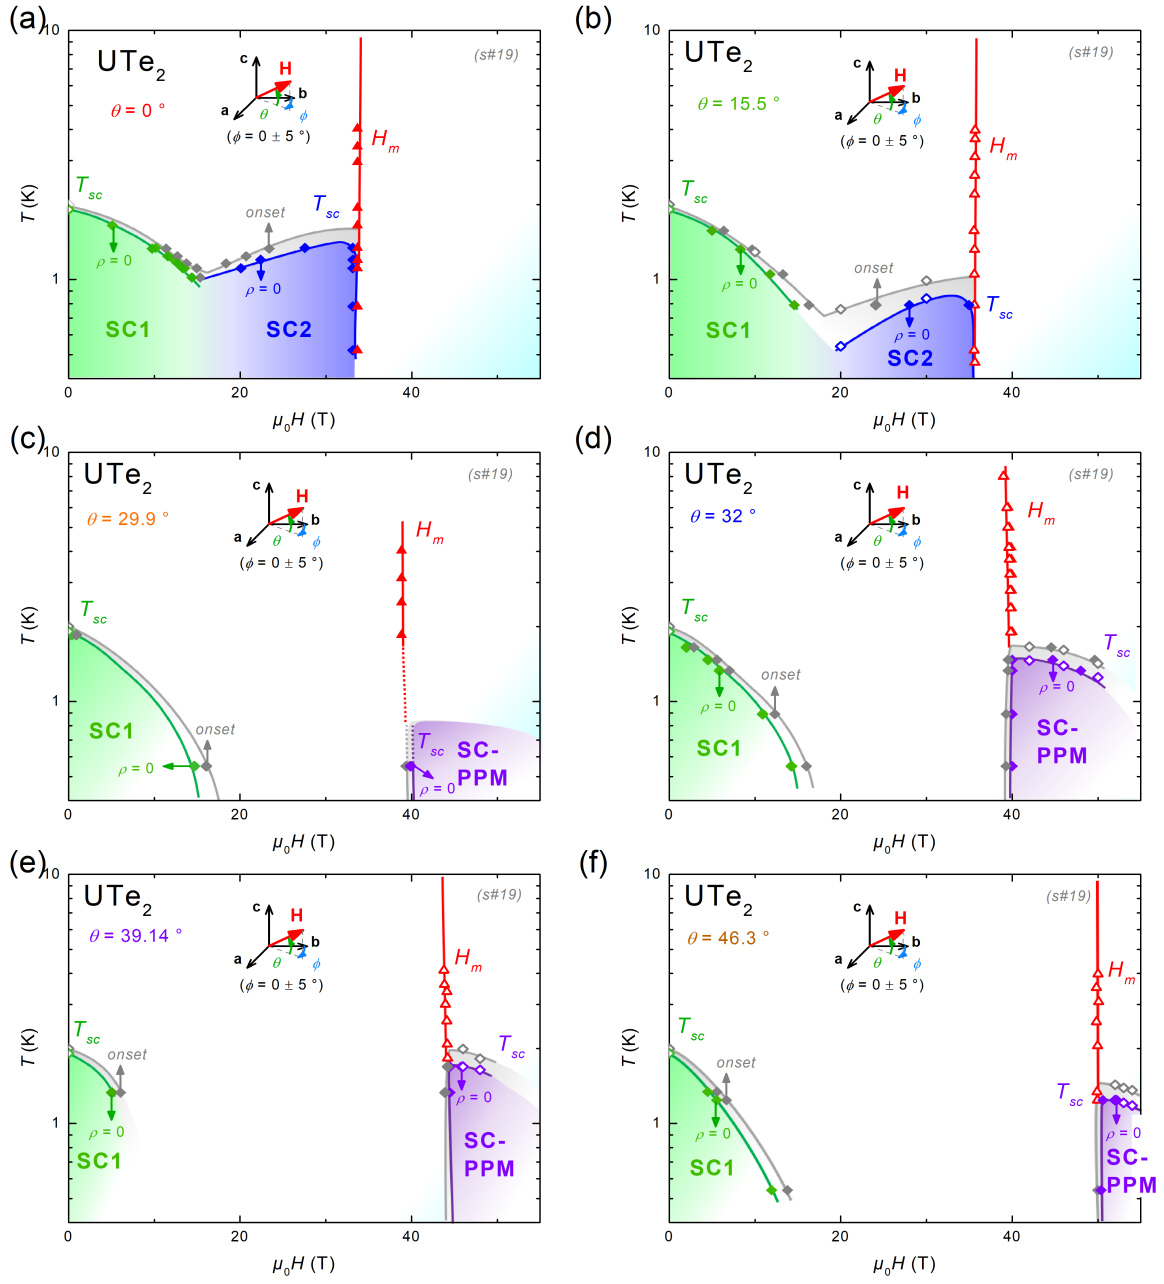 (a)
10
UTe2
(s#19)
θ = 0 °
c
H
b
a
θ
ϕ
(ϕ = 0 ± 5 °)
Hm
Tsc
onset
Tsc
T (K)
ρ = 0
ρ = 0
1
SC1
SC2
0
20
40
μ0H (T)
(b)
10
UTe2
(s#19)
θ = 15.5 °
c
H
b
a
θ
ϕ
(ϕ = 0 ± 5 °)
Hm
Tsc
T (K)
onset
ρ = 0
1
Tsc
SC1
ρ = 0
SC2
0
20
40
μ0H (T)
(c)
10
UTe2
(s#19)
θ = 29.9 °
c
H
b
a
θ
ϕ
(ϕ = 0 ± 5 °)
Hm
Tsc
T (K)
1
SC1
onset
Tsc
SC-
PPM
ρ = 0
ρ = 0
0
20
40
μ0H (T)
(d)
10
UTe2
(s#19)
θ = 32 °
c
H
b
a
θ
ϕ
(ϕ = 0 ± 5 °)
Hm
Tsc
Tsc
T (K)
onset
ρ = 0
ρ = 0
1
SC1
SC-
PPM
0
20
40
μ0H (T)
(e)
10
UTe2
(s#19)
θ = 39.14 °
c
H
b
a
θ
ϕ
(ϕ = 0 ± 5 °)
Hm
Tsc
onset
Tsc
T (K)
ρ = 0
1
ρ = 0
SC1
SC-
PPM
0
20
40
μ0H (T)
(f)
10
UTe2
(s#19)
θ = 46.3 °
c
H
b
a
θ
ϕ
(ϕ = 0 ± 5 °)
Hm
Tsc
onset
T (K)
Tsc
1
ρ = 0
ρ = 0
SC1
SC-
PPM
0
20
40
μ0H (T)